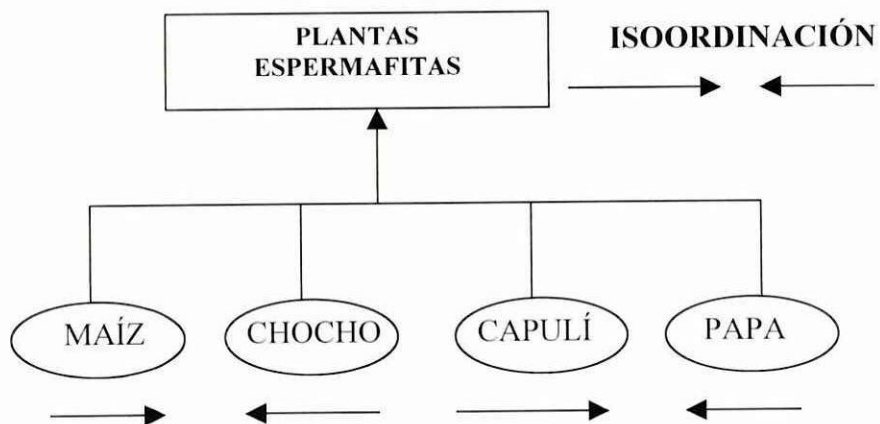 PLANTAS
ESPERMAFITAS
ISOORDINACIÓN
MAÍZ
CHOCHO
CAPULÍ
PAPA